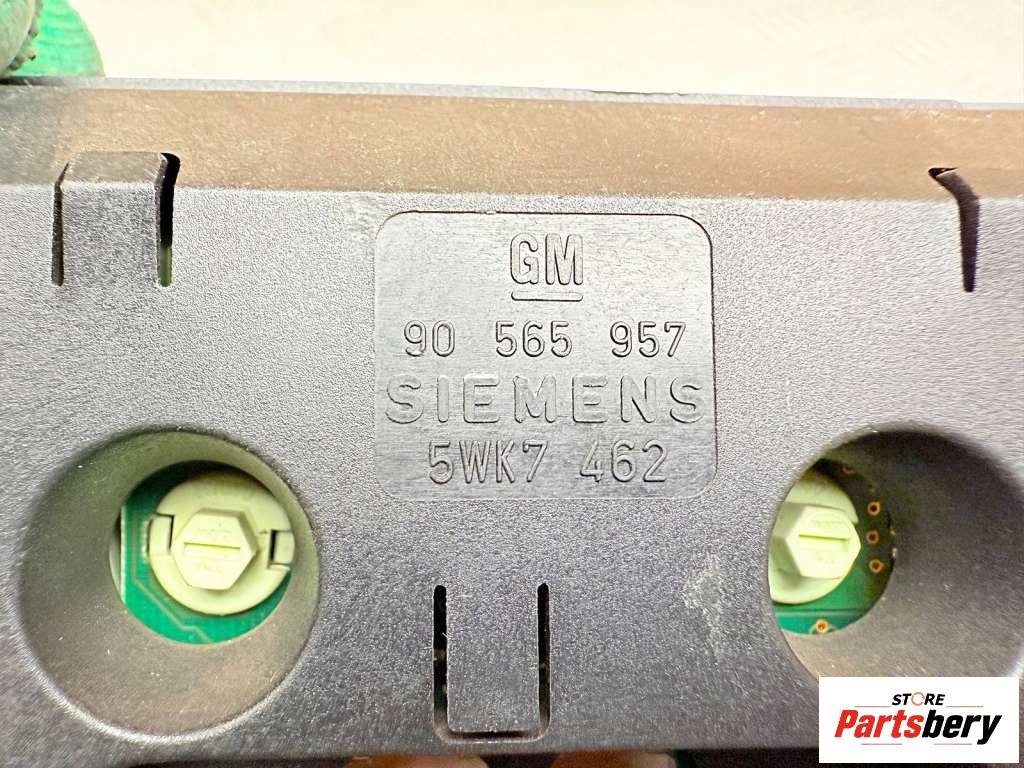 GM
90 565 957
SIEMENS
5WK7 462
STORE
Partsbery